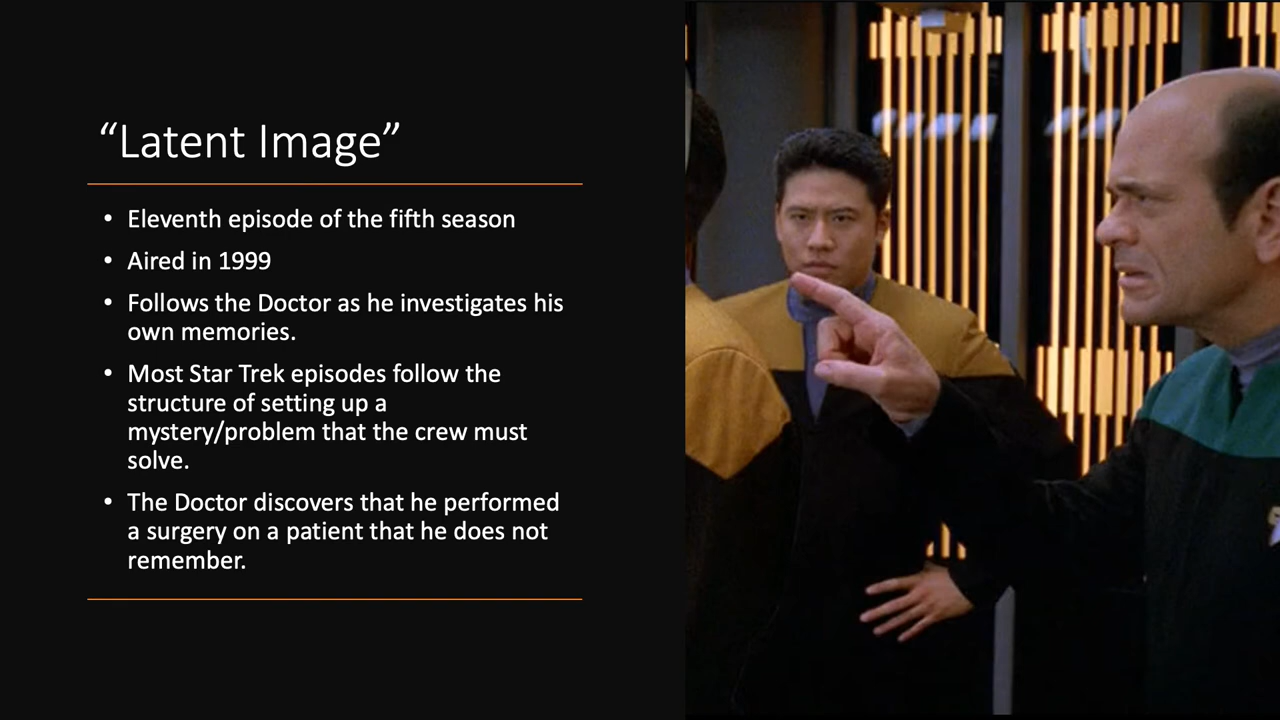 “Latent Image”
• Eleventh episode of the fifth season
• Aired in 1999
• Follows the Doctor as he investigates his
own memories.
• Most Star Trek episodes follow the
structure of setting up a
mystery/problem that the crew must
solve.
• The Doctor discovers that he performed
a surgery on a patient that he does not
remember.